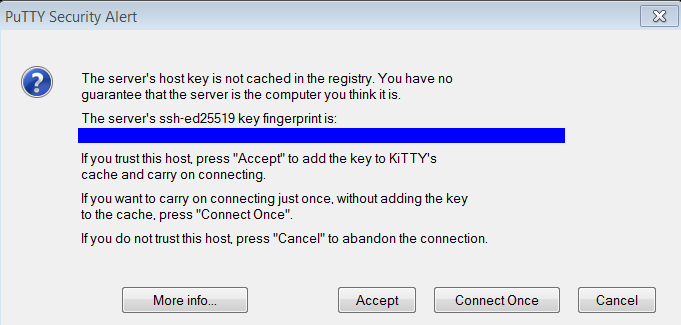 PuTTY Security Alert
The server's host key is not cached in the registry. You have no
guarantee that the server is the computer you think it is.
The server's ssh-ed25519 key fingerprint is:
If you trust this host, press "Accept" to add the key to KiTTY's
cache and carry on connecting.
If you want to carry on connecting just once, without adding the key
to the cache, press "Connect Once".
If you do not trust this host, press "Cancel" to abandon the connection.
More info...
Accept
Connect Once
Cancel